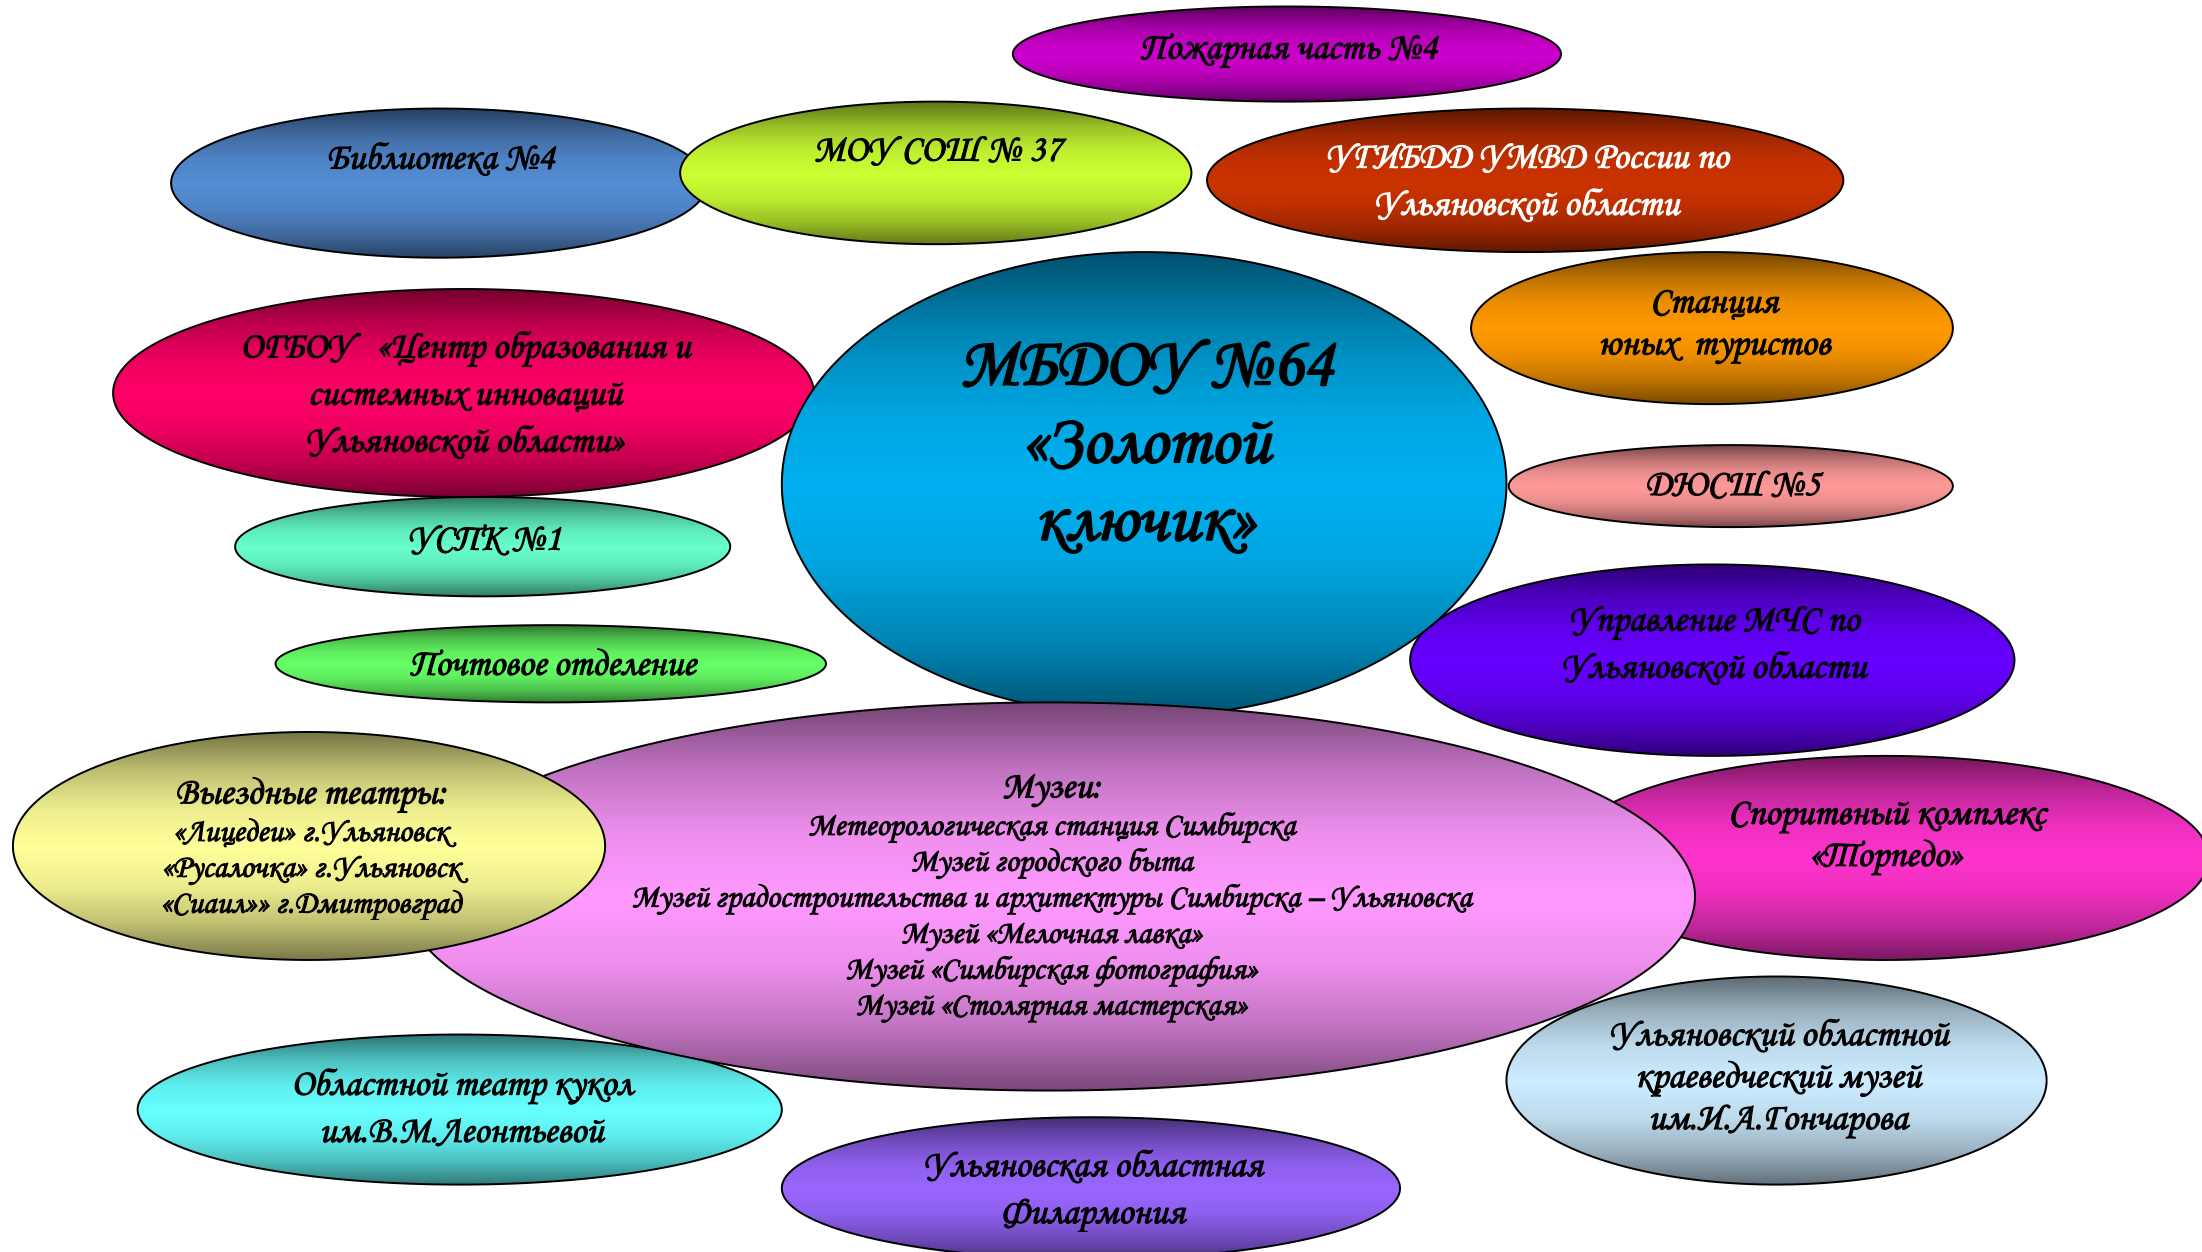 Пожарная часть №4
Библиотека №4
МОУ СОШ № 37
УГИБДД УМВД России по
Ульяновской области
Станция
юных туристов
ОГБОУ «Центр образования и
системных инноваций
Ульяновской области»
МБДОУ №64
«Золотой
ключик»
ДЮСШ №5
УСПК №1
Управление МЧС по
Ульяновской области
Почтовое отделение
Выездные театры:
«Лицедеи» г.Ульяновск
«Русалочка» г.Ульяновск
«Сиаил»» г.Дмитровград
Музеи:
Метеорологическая станция Симбирска
Музей городского быта
Музей градостроительства и архитектуры Симбирска – Ульяновска
Музей «Мелочная лавка»
Музей «Симбирская фотография»
Музей «Столярная мастерская»
Споритвный комплекс
«Торпедо»
Ульяновский областной
краеведческий музей
им.И.А.Гончарова
Областной театр кукол
им.В.М.Леонтьевой
Ульяновская областная
Филармония